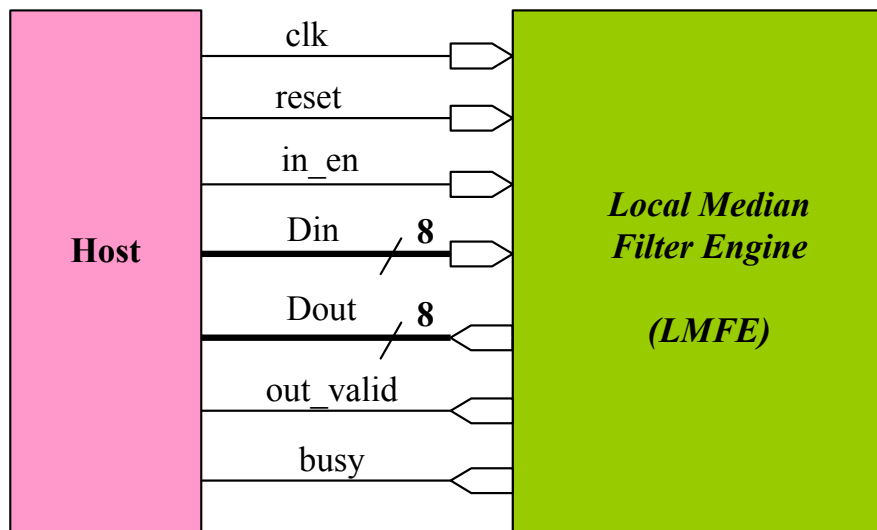 clk
reset
in_en
Din 8
Host
Dout 8
out_valid
busy
Local Median
Filter Engine
(LMFE)